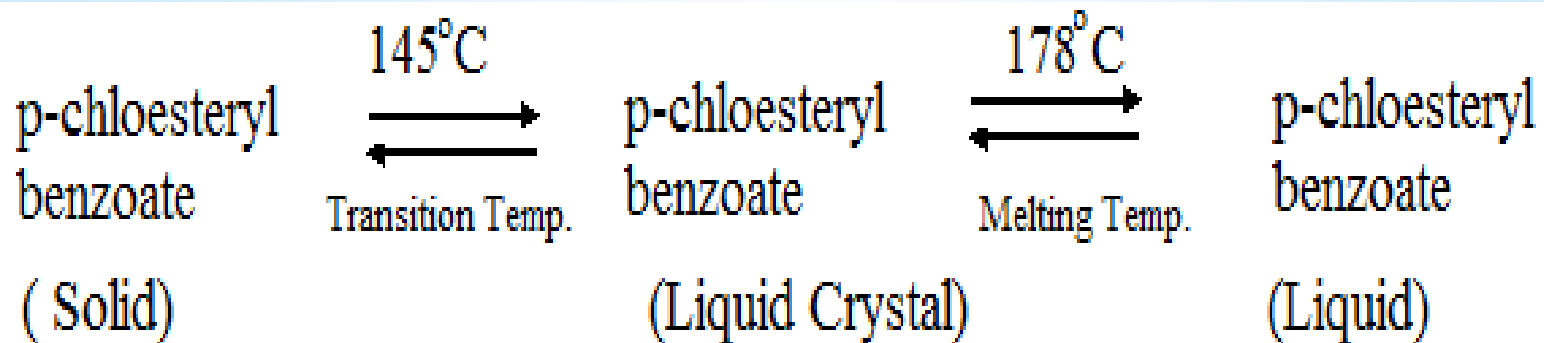 145°C 178°C
p-chloesteryl p-chloesteryl p-chloesteryl
benzoate benzoate benzoate
Transition Temp. Melting Temp.
( Solid) (Liquid Crystal) (Liquid)